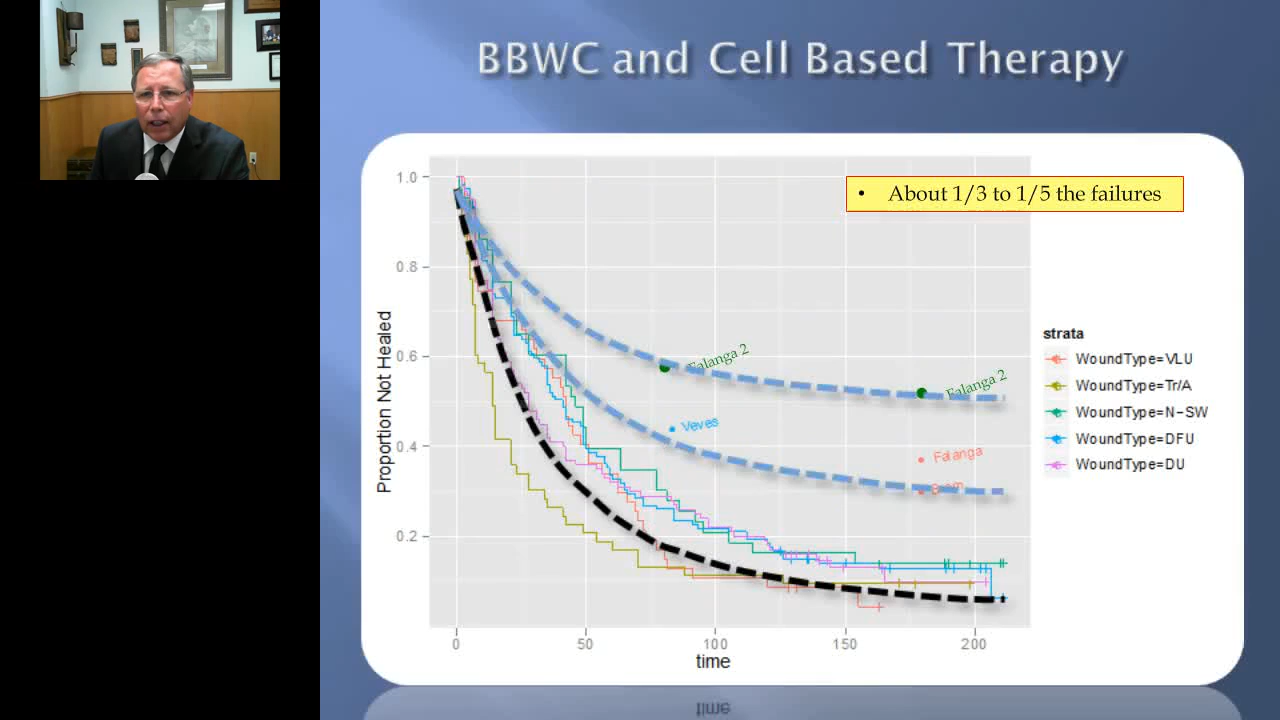 BBWC and Cell Based Therapy
• About 1/3 to 1/5 the failures
Proportion Not Healed
1.0
0.8
0.6
0.4
0.2
0
50
100
150
200
time
Falanga 2
Falanga 2
Veves
Falanga
strata
WoundType=VLU
WoundType=Tr/A
WoundType=N-SW
WoundType=DFU
WoundType=DU
time